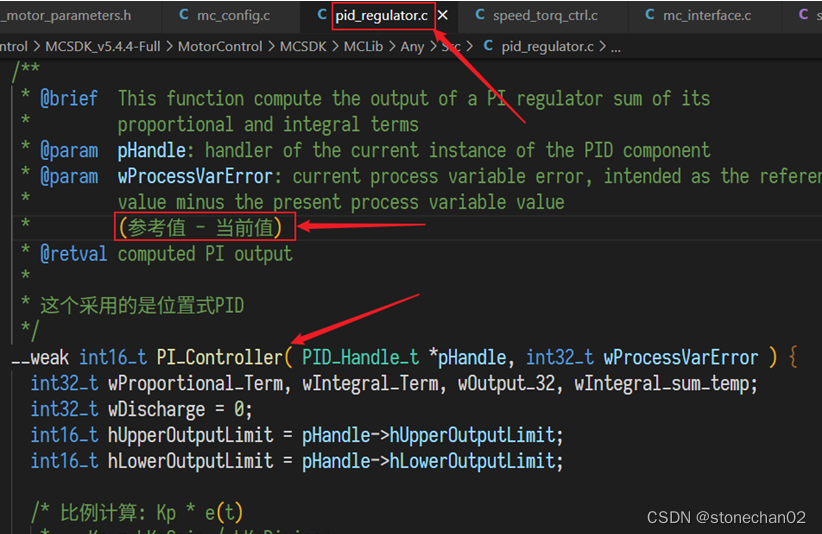 _motor_parameters.h mc_config.c pid_regulator.c speed_torq_ctrl.c mc_interface.c
ntrol > MCSDK_v5.4.4-Full > MotorControl > MCSDK > MCLib > Any > Src > pid_regulator.c > ...
/**
* @brief This function compute the output of a PI regulator sum of its
* proportional and integral terms
* @param pHandle: handler of the current instance of the PID component
* @param wProcessVarError: current process variable error, intended as the referen
* value minus the present process variable value
* (参考值 - 当前值)
* @retval computed PI output
*
* 这个采用的是位置式PID
*/
__weak int16_t PI_Controller( PID_Handle_t *pHandle, int32_t wProcessVarError ) {
int32_t wProportional_Term, wIntegral_Term, wOutput_32, wIntegral_sum_temp;
int32_t wDischarge = 0;
int16_t hUpperOutputLimit = pHandle->hUpperOutputLimit;
int16_t hLowerOutputLimit = pHandle->hLowerOutputLimit;
/* 比例计算: Kp * e(t)
CSDN @stonechan02